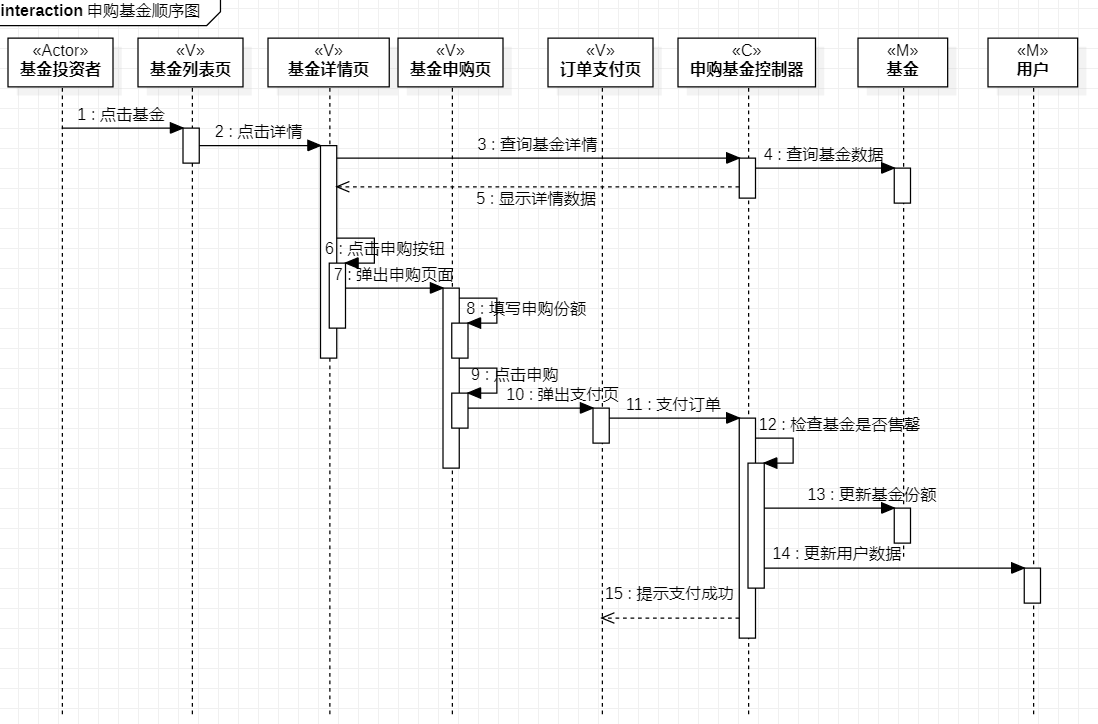 interaction 申购基金顺序图
«Actor»
基金投资者
«V»
基金列表页
«V»
基金详情页
«V»
基金申购页
«V»
订单支付页
«C»
申购基金控制器
«M»
基金
«M»
用户
1 : 点击基金
2 : 点击详情
3 : 查询基金详情
4 : 查询基金数据
5 : 显示详情数据
6 : 点击申购按钮
7 : 弹出申购页面
8 : 填写申购份额
9 : 点击申购
10 : 弹出支付页
11 : 支付订单
12 : 检查基金是否售罄
13 : 更新基金份额
14 : 更新用户数据
15 : 提示支付成功